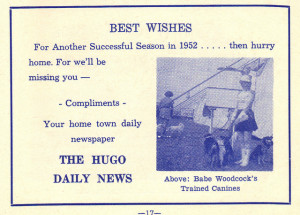 BEST WISHES
For Another Successful Season in 1952 . . . . . then hurry
home. For we'll be
missing you —
- Compliments -
Your home town daily
newspaper
THE HUGO
DAILY NEWS
Above: Babe Woodcock's
Trained Canines
—17—